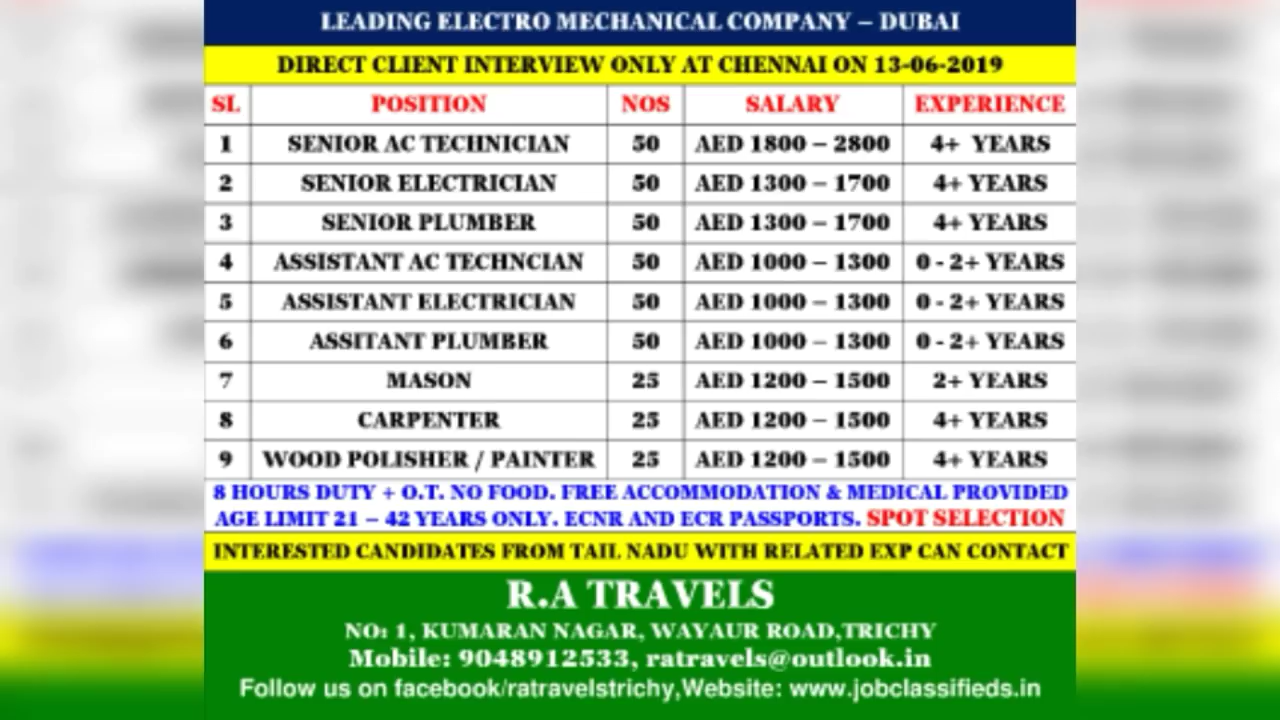 LEADING ELECTRO MECHANICAL COMPANY – DUBAI
DIRECT CLIENT INTERVIEW ONLY AT CHENNAI ON 13-06-2019
SL POSITION NOS SALARY EXPERIENCE
1 SENIOR AC TECHNICIAN 50 AED 1800 – 2800 4+ YEARS
2 SENIOR ELECTRICIAN 50 AED 1300 – 1700 4+ YEARS
3 SENIOR PLUMBER 50 AED 1300 – 1700 4+ YEARS
4 ASSISTANT AC TECHNCIAN 50 AED 1000 – 1300 0 - 2+ YEARS
5 ASSISTANT ELECTRICIAN 50 AED 1000 – 1300 0 - 2+ YEARS
6 ASSITANT PLUMBER 50 AED 1000 – 1300 0 - 2+ YEARS
7 MASON 25 AED 1200 – 1500 2+ YEARS
8 CARPENTER 25 AED 1200 – 1500 4+ YEARS
9 WOOD POLISHER / PAINTER 25 AED 1200 – 1500 4+ YEARS
8 HOURS DUTY + O.T. NO FOOD. FREE ACCOMMODATION & MEDICAL PROVIDED
AGE LIMIT 21 – 42 YEARS ONLY. ECNR AND ECR PASSPORTS. SPOT SELECTION
INTERESTED CANDIDATES FROM TAIL NADU WITH RELATED EXP CAN CONTACT
R.A TRAVELS
NO: 1, KUMARAN NAGAR, WAYAUR ROAD,TRICHY
Mobile: 9048912533, ratravels@outlook.in
Follow us on facebook/ratravelstrichy,Website: www.jobclassifieds.in